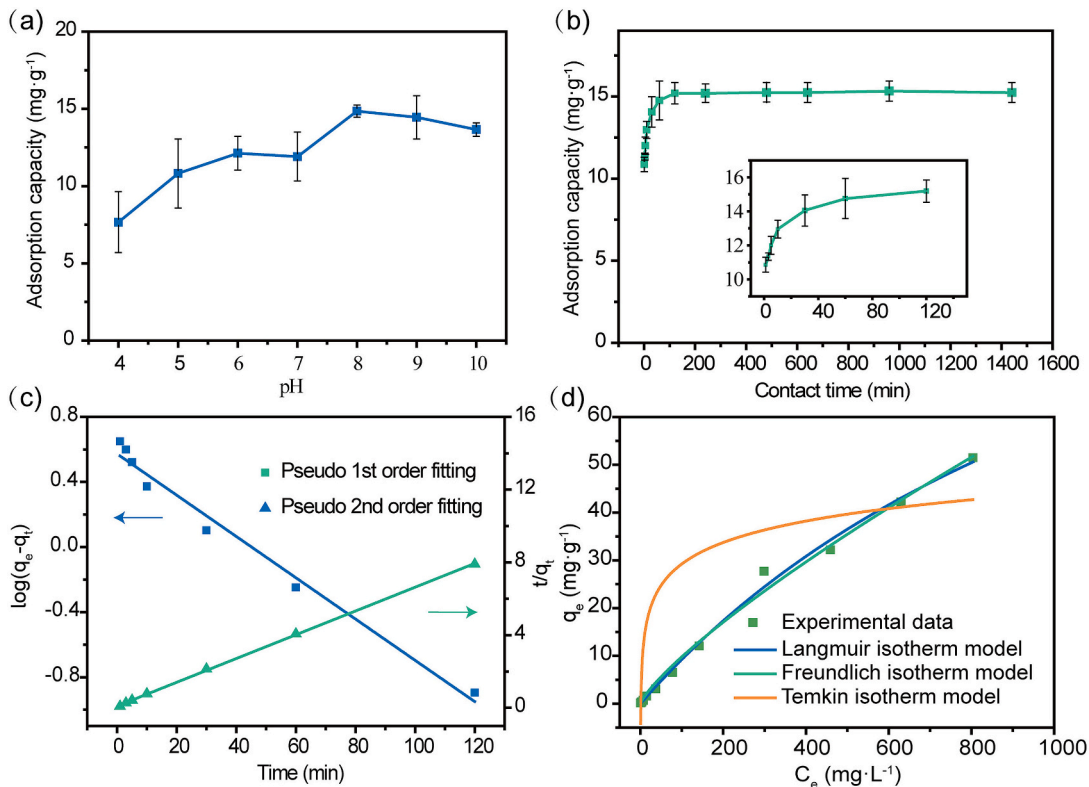 (a)
20
15
10
5
0
Adsorption capacity (mg·g⁻¹)
4 5 6 7 8 9 10
pH
(b)
15
10
5
0
Adsorption capacity (mg·g⁻¹)
16
14
12
10
0 40 80 120
0 200 400 600 800 1000 1200 1400 1600
Contact time (min)
(c)
0.8
0.4
0.0
-0.4
-0.8
log(qₑ-qₜ)
Pseudo 1st order fitting
Pseudo 2nd order fitting
16
12
8
4
0
t/qₜ
0 20 40 60 80 100 120
Time (min)
(d)
60
50
40
30
20
10
0
qₑ (mg·g⁻¹)
Experimental data
Langmuir isotherm model
Freundlich isotherm model
Temkin isotherm model
0 200 400 600 800 1000
Cₑ (mg·L⁻¹)